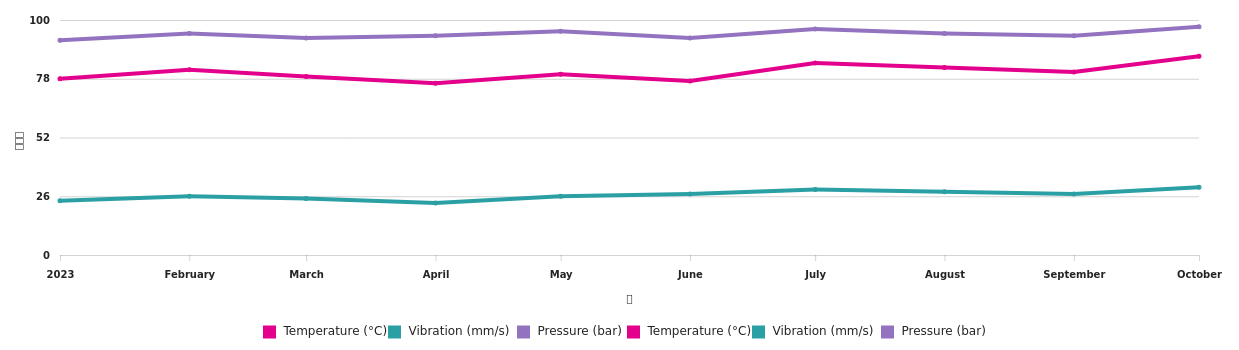 100
78
52
26
0
2023 February March April May June July August September October
Temperature (°C) Vibration (mm/s) Pressure (bar) Temperature (°C) Vibration (mm/s) Pressure (bar)